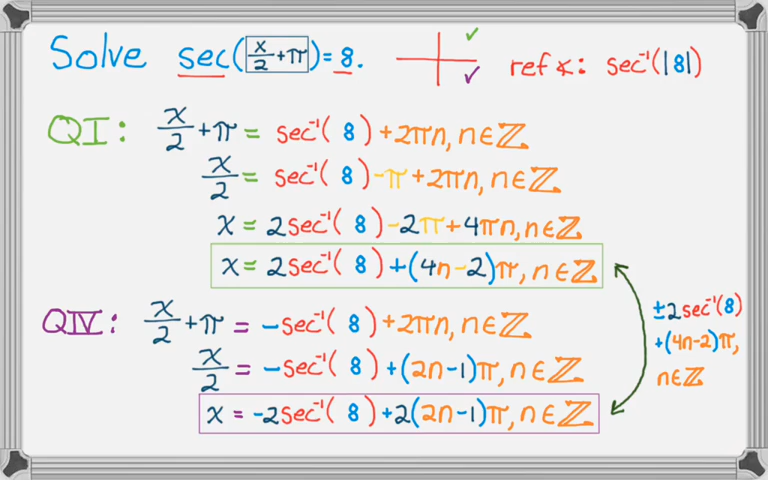 Solve sec(x/2 + π) = 8.
ref ∡: sec⁻¹(|8|)
QI: x/2 + π = sec⁻¹( 8) + 2πn, n ∈ ℤ
x/2 = sec⁻¹( 8) - π + 2πn, n ∈ ℤ
x = 2sec⁻¹( 8) - 2π + 4πn, n ∈ ℤ
x = 2sec⁻¹( 8) + (4n - 2)π, n ∈ ℤ
QIV: x/2 + π = -sec⁻¹( 8) + 2πn, n ∈ ℤ
x/2 = -sec⁻¹( 8) + (2n - 1)π, n ∈ ℤ
x = -2sec⁻¹( 8) + 2(2n - 1)π, n ∈ ℤ
±2sec⁻¹(8)
+(4n-2)π,
n ∈ ℤ